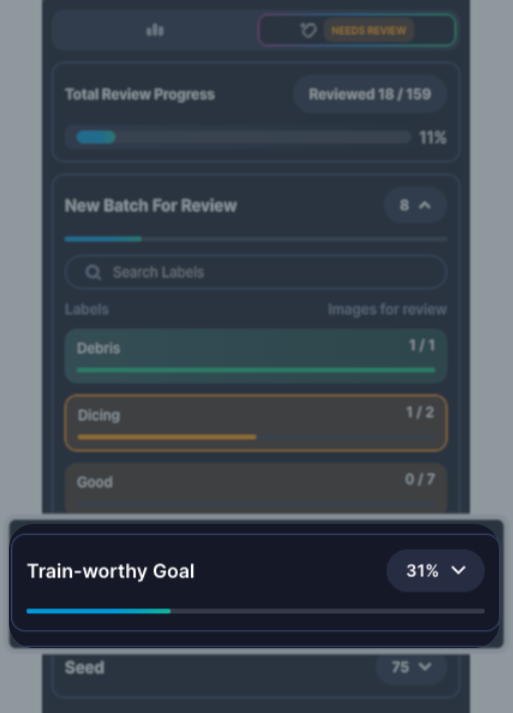 NEEDS REVIEW
Total Review Progress
Reviewed 18 / 159
11%
New Batch For Review
8
Search Labels
Labels
Images for review
Debris
1 / 1
Dicing
1 / 2
Good
0 / 7
Train-worthy Goal
31%
Seed
75